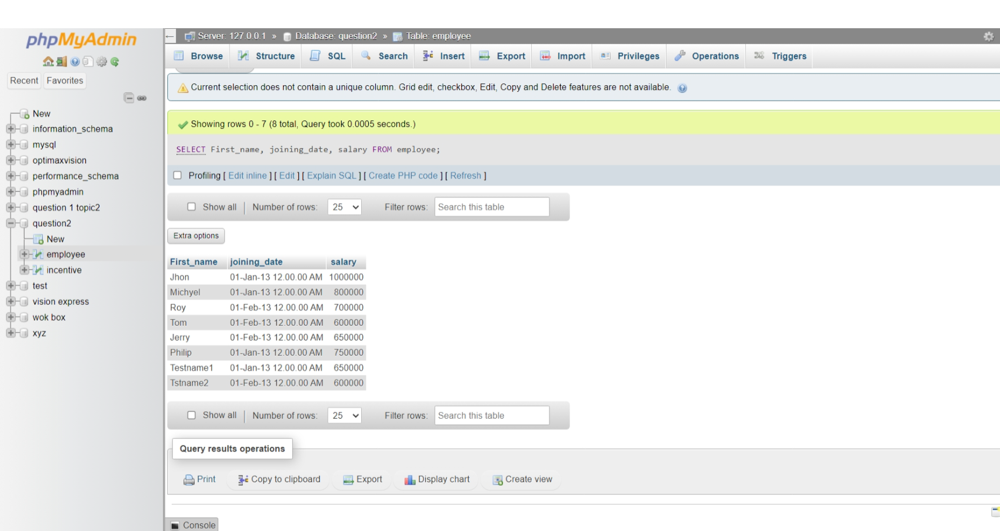 phpMyAdmin
Recent Favorites
New
information_schema
mysql
optimaxvision
performance_schema
phpmyadmin
question 1 topic2
question2
New
employee
incentive
test
vision express
wok box
xyz
Server: 127.0.0.1 » Database: question2 » Table: employee
Browse Structure SQL Search Insert Export Import Privileges Operations Triggers
Current selection does not contain a unique column. Grid edit, checkbox, Edit, Copy and Delete features are not available.
Showing rows 0 - 7 (8 total, Query took 0.0005 seconds.)
SELECT First_name, joining_date, salary FROM employee;
Profiling [ Edit inline ] [ Edit ] [ Explain SQL ] [ Create PHP code ] [ Refresh ]
Show all | Number of rows: 25 Filter rows: Search this table
Extra options
First_name joining_date salary
Jhon 01-Jan-13 12.00.00 AM 1000000
Michyel 01-Jan-13 12.00.00 AM 800000
Roy 01-Feb-13 12.00.00 AM 700000
Tom 01-Feb-13 12.00.00 AM 600000
Jerry 01-Feb-13 12.00.00 AM 650000
Philip 01-Jan-13 12.00.00 AM 750000
Testname1 01-Jan-13 12.00.00 AM 650000
Tstname2 01-Feb-13 12.00.00 AM 600000
Show all | Number of rows: 25 Filter rows: Search this table
Query results operations
Print Copy to clipboard Export Display chart Create view
Console